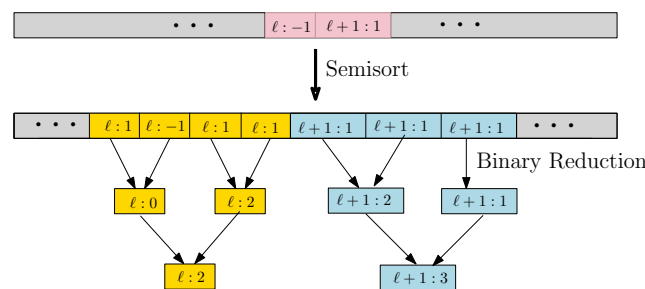 • • • ℓ : −1 ℓ+1 : 1 • • •
Semisort
• • • ℓ : 1 ℓ : −1 ℓ : 1 ℓ : 1 ℓ+1 : 1 ℓ+1 : 1 ℓ+1 : 1 • • •
Binary Reduction
ℓ : 0 ℓ : 2 ℓ+1 : 2 ℓ+1 : 1
ℓ : 2 ℓ+1 : 3